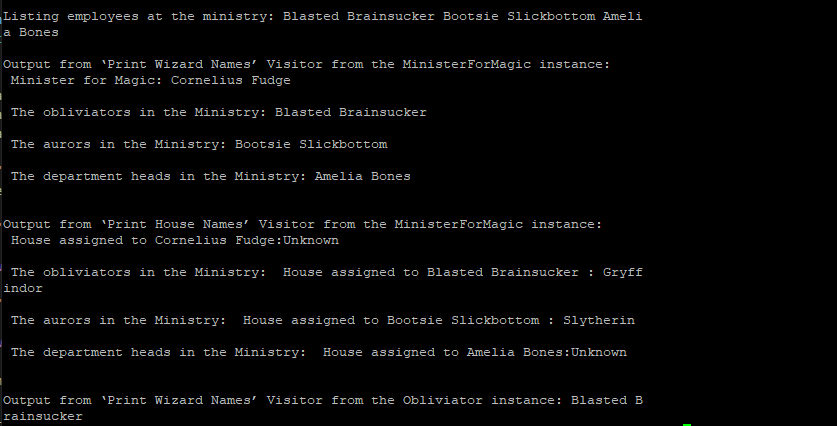 Listing employees at the ministry: Blasted Brainsucker Bootsie Slickbottom Ameli
a Bones
Output from ‘Print Wizard Names’ Visitor from the MinisterForMagic instance:
Minister for Magic: Cornelius Fudge
The obliviators in the Ministry: Blasted Brainsucker
The aurors in the Ministry: Bootsie Slickbottom
The department heads in the Ministry: Amelia Bones
Output from ‘Print House Names’ Visitor from the MinisterForMagic instance:
House assigned to Cornelius Fudge:Unknown
The obliviators in the Ministry:  House assigned to Blasted Brainsucker : Gryff
indor
The aurors in the Ministry:  House assigned to Bootsie Slickbottom : Slytherin
The department heads in the Ministry:  House assigned to Amelia Bones:Unknown
Output from ‘Print Wizard Names’ Visitor from the Obliviator instance: Blasted B
rainsucker